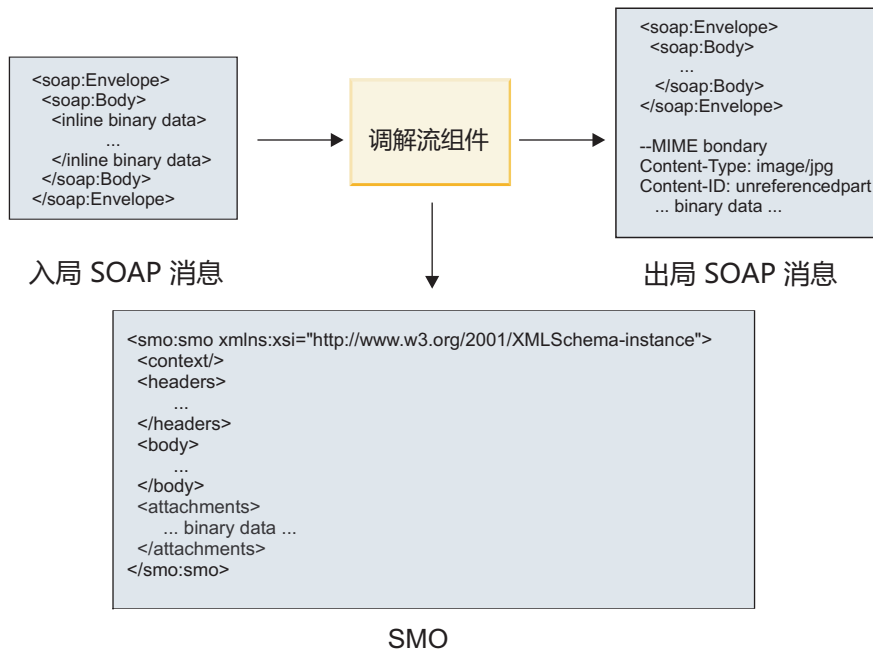 <soap:Envelope>
<soap:Body>
<inline binary data>
...
</inline binary data>
</soap:Body>
</soap:Envelope>
入局 SOAP 消息
调解流组件
<soap:Envelope>
<soap:Body>
...
</soap:Body>
</soap:Envelope>
--MIME bondary
Content-Type: image/jpg
Content-ID: unreferencedpart
... binary data ...
出局 SOAP 消息
<smo:smo xmlns:xsi="http://www.w3.org/2001/XMLSchema-instance">
<context/>
<headers>
...
</headers>
<body>
...
</body>
<attachments>
... binary data ...
</attachments>
</smo:smo>
SMO